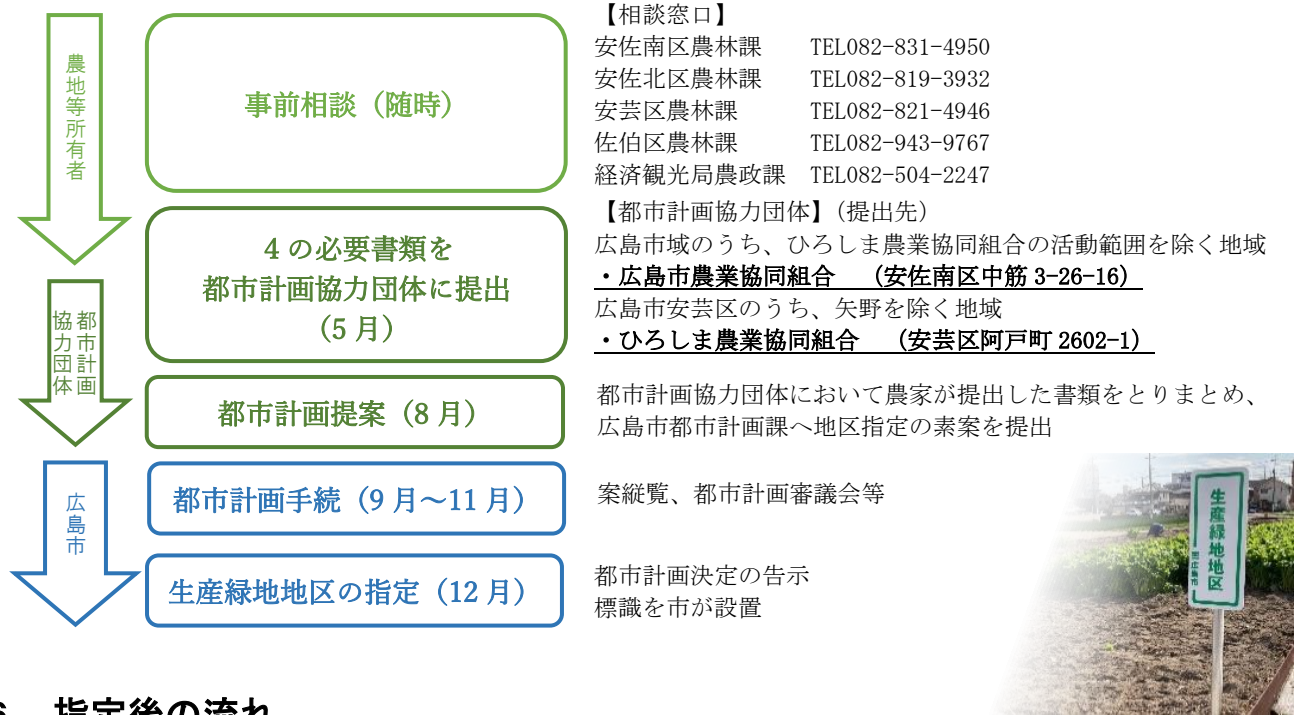 農地等所有者
事前相談（随時）
【相談窓口】
安佐南区農林課　　TEL082-831-4950
安佐北区農林課　　TEL082-819-3932
安芸区農林課　　　TEL082-821-4946
佐伯区農林課　　　TEL082-943-9767
経済観光局農政課　TEL082-504-2247
4の必要書類を
都市計画協力団体に提出
（5月）
【都市計画協力団体】（提出先）
広島市域のうち、ひろしま農業協同組合の活動範囲を除く地域
・広島市農業協同組合　（安佐南区中筋3-26-16）
広島市安芸区のうち、矢野を除く地域
・ひろしま農業協同組合　（安芸区阿戸町2602-1）
都市計画
協力団体
都市計画提案（8月）
都市計画協力団体において農家が提出した書類をとりまとめ、
広島市都市計画課へ地区指定の素案を提出
広島市
都市計画手続（9月～11月）
案縦覧、都市計画審議会等
生産緑地地区の指定（12月）
都市計画決定の告示
標識を市が設置
生産緑地地区
広島市
指定後の流れ